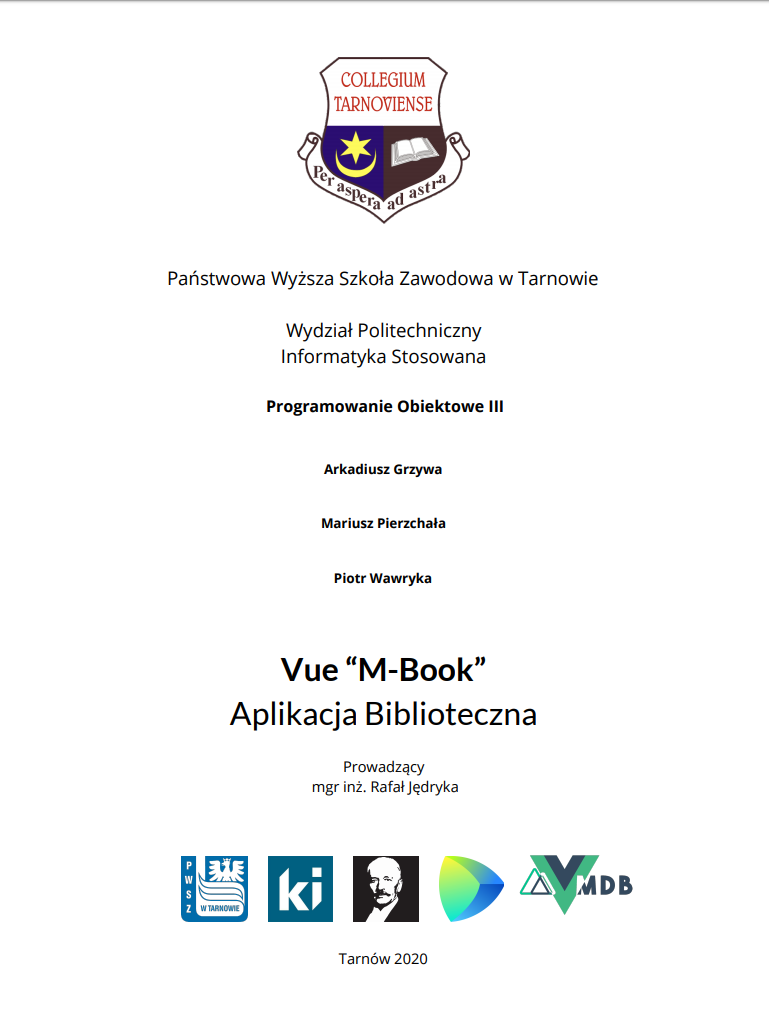 COLLEGIUM
TARNOVIENSE
Per aspera ad astra
Państwowa Wyższa Szkoła Zawodowa w Tarnowie
Wydział Politechniczny
Informatyka Stosowana
Programowanie Obiektowe III
Arkadiusz Grzywa
Mariusz Pierzchała
Piotr Wawryka
Vue “M-Book”
Aplikacja Biblioteczna
Prowadzący
mgr inż. Rafał Jędryka
PWSZ
W TARNOWIE
ki
MDB
Tarnów 2020